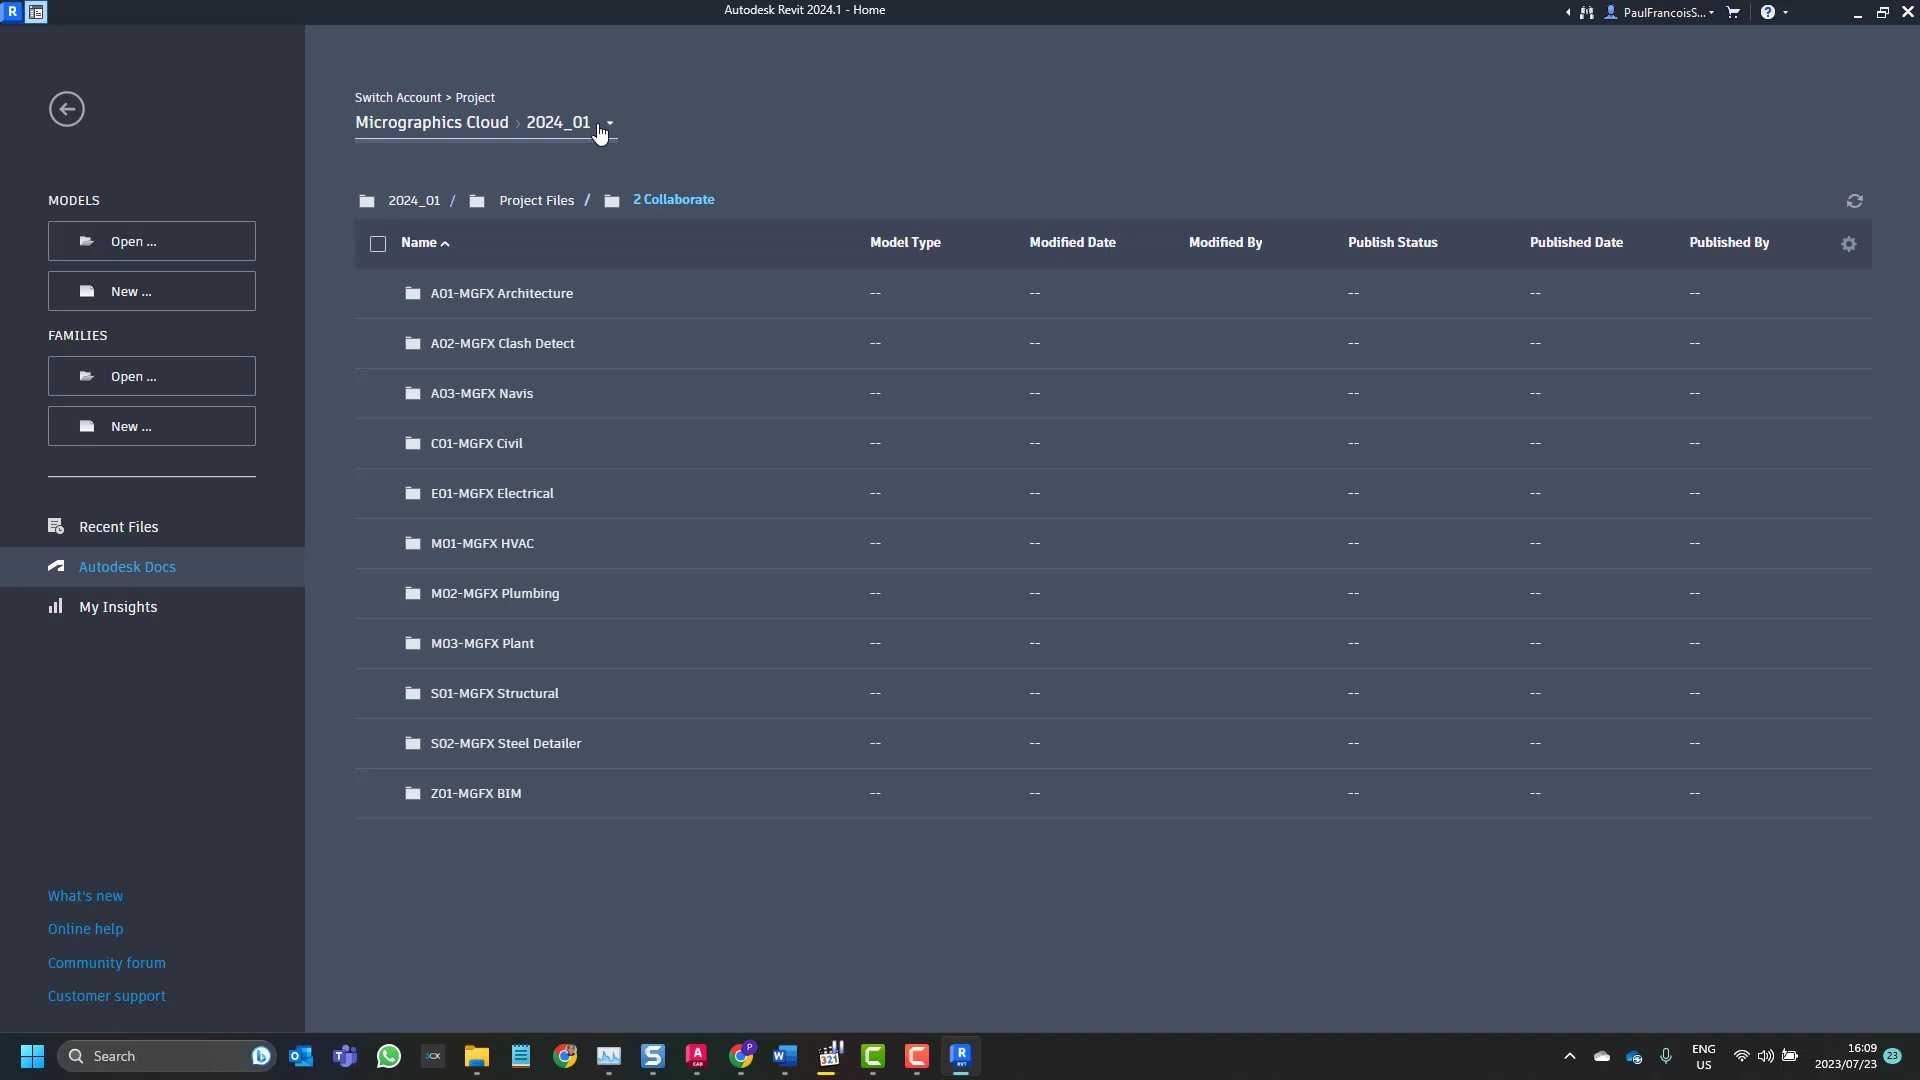 R
Autodesk Revit 2024.1 - Home
PaulFrancoisS...
Switch Account > Project
Micrographics Cloud › 2024_01
MODELS
Open ...
New ...
FAMILIES
Open ...
New ...
Recent Files
Autodesk Docs
My Insights
What's new
Online help
Community forum
Customer support
2024_01 / Project Files / 2 Collaborate
Name Model Type Modified Date Modified By Publish Status Published Date Published By
A01-MGFX Architecture -- -- -- -- --
A02-MGFX Clash Detect -- -- -- -- --
A03-MGFX Navis -- -- -- -- --
C01-MGFX Civil -- -- -- -- --
E01-MGFX Electrical -- -- -- -- --
M01-MGFX HVAC -- -- -- -- --
M02-MGFX Plumbing -- -- -- -- --
M03-MGFX Plant -- -- -- -- --
S01-MGFX Structural -- -- -- -- --
S02-MGFX Steel Detailer -- -- -- -- --
Z01-MGFX BIM -- -- -- -- --
Search
3CX
321
ENG
US
16:09
2023/07/23
23